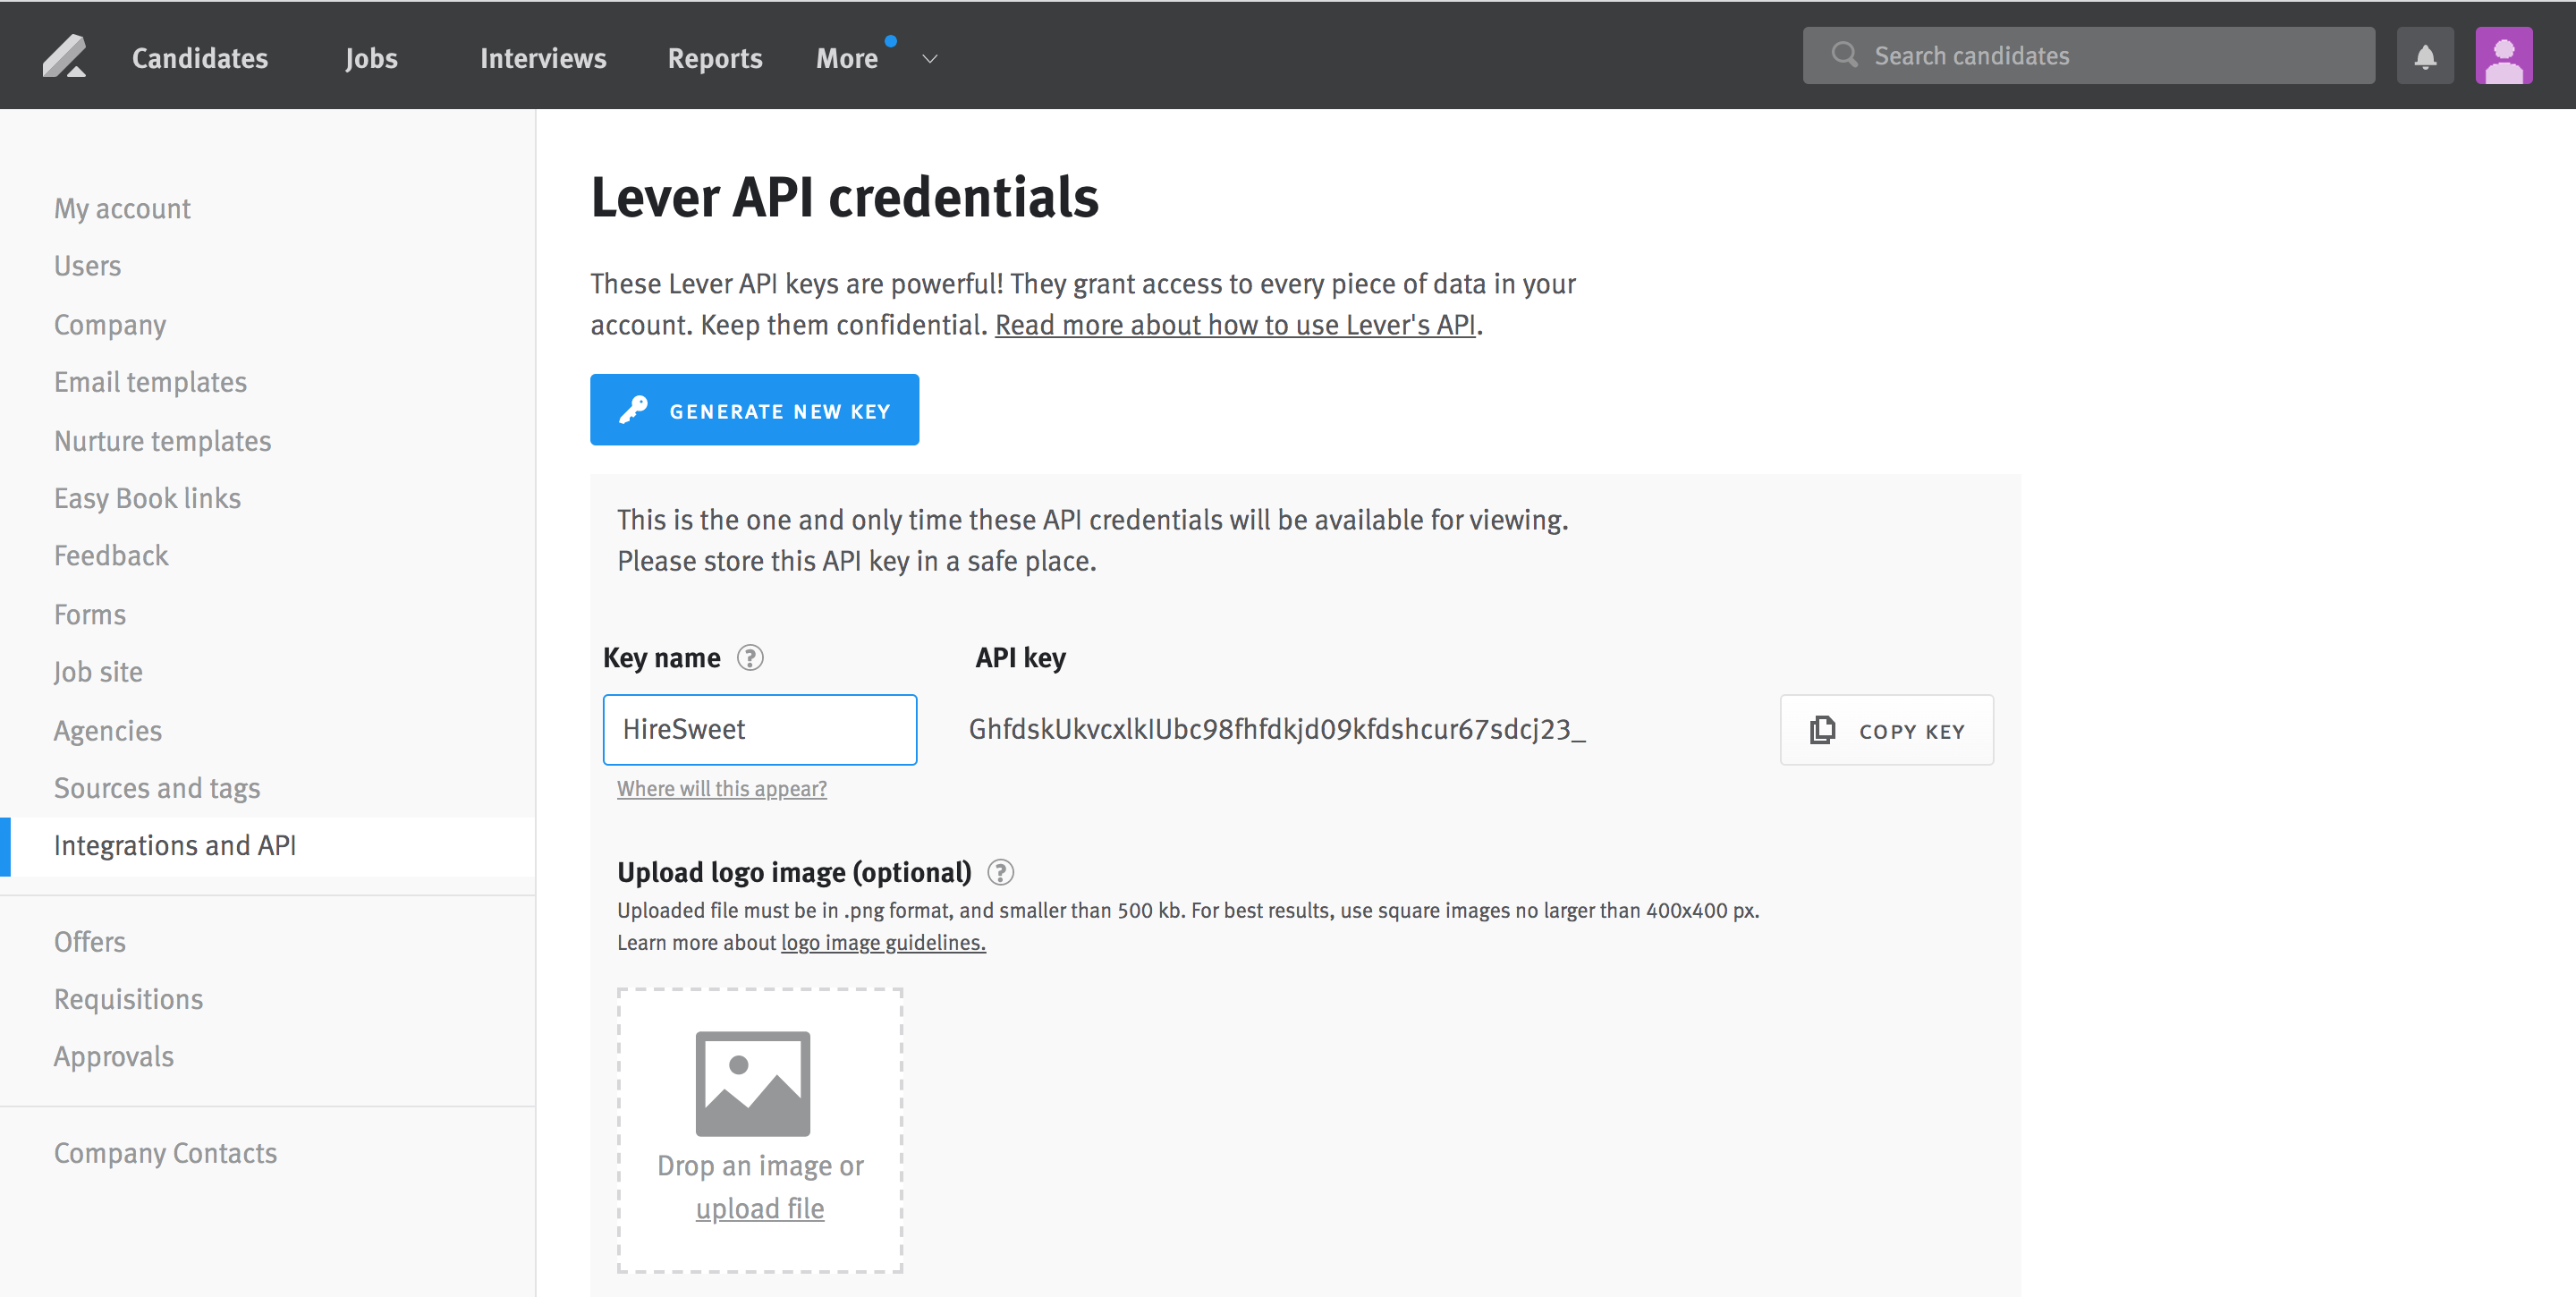 Candidates Jobs Interviews Reports More Search candidates
My account
Users
Company
Email templates
Nurture templates
Easy Book links
Feedback
Forms
Job site
Agencies
Sources and tags
Integrations and API
Offers
Requisitions
Approvals
Company Contacts
Lever API credentials
These Lever API keys are powerful! They grant access to every piece of data in your
account. Keep them confidential. Read more about how to use Lever's API.
GENERATE NEW KEY
This is the one and only time these API credentials will be available for viewing.
Please store this API key in a safe place.
Key name ? API key
HireSweet GhfdskUkvcxlkIUbc98fhfdkjd09kfdshcur67sdcj23_ COPY KEY
Where will this appear?
Upload logo image (optional) ?
Uploaded file must be in .png format, and smaller than 500 kb. For best results, use square images no larger than 400x400 px.
Learn more about logo image guidelines.
Drop an image or
upload file